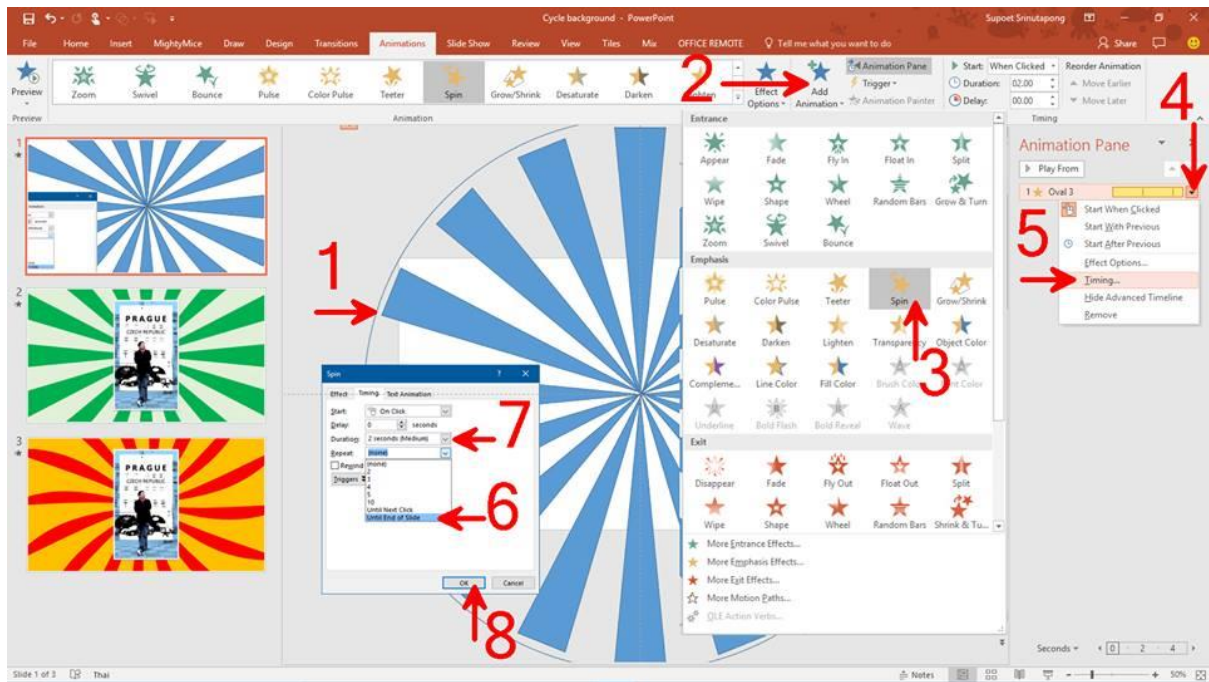 Cycle background - PowerPoint
Supoet Srinutapong
File Home Insert MightyMice Draw Design Transitions Animations Slide Show Review View Tiles Mix OFFICE REMOTE Tell me what you want to do Share
Preview
Zoom Swivel Bounce Pulse Color Pulse Teeter Spin Grow/Shrink Desaturate Darken Lighten
Effect Options
Add Animation
Animation Pane
Trigger
Animation Painter
Start: When Clicked
Duration: 02.00
Delay: 00.00
Reorder Animation
Move Earlier
Move Later
Preview Animation Timing
2
4
1
2
PRAGUE
CZECH REPUBLIC
3
PRAGUE
CZECH REPUBLIC
1
Entrance
Appear Fade Fly In Float In Split
Wipe Shape Wheel Random Bars Grow & Turn
Zoom Swivel Bounce
Emphasis
Pulse Color Pulse Teeter Spin Grow/Shrink
Desaturate Darken Lighten Transparency Object Color
Compleme... Line Color Fill Color Brush Color Font Color
Underline Bold Flash Bold Reveal Wave
3
Exit
Disappear Fade Fly Out Float Out Split
Wipe Shape Wheel Random Bars Shrink & Tu...
More Entrance Effects...
More Emphasis Effects...
More Exit Effects...
More Motion Paths...
OLE Action Verbs...
Animation Pane
Play From
1 Oval 3
5
Start When Clicked
Start With Previous
Start After Previous
Effect Options...
Timing...
Hide Advanced Timeline
Remove
Spin ? X
Effect Timing Text Animation
Start: On Click
Delay: 0 seconds
Duration: 2 seconds (Medium)
7
Repeat: (none)
Rewind
Triggers
(none)
2
3
4
5
10
Until Next Click
Until End of Slide
6
OK Cancel
8
Seconds 0 2 4
Slide 1 of 3 Thai Notes 50%